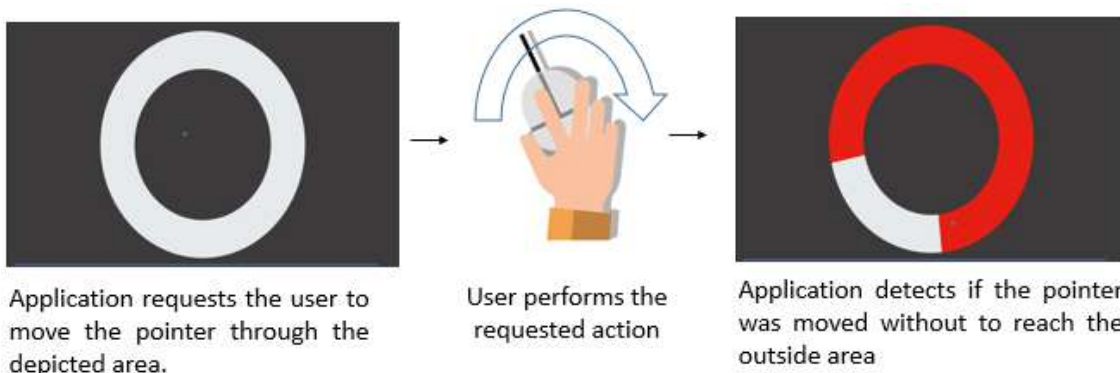 Application requests the user to
move the pointer through the
depicted area.
User performs the
requested action
Application detects if the pointer
was moved without to reach the
outside area